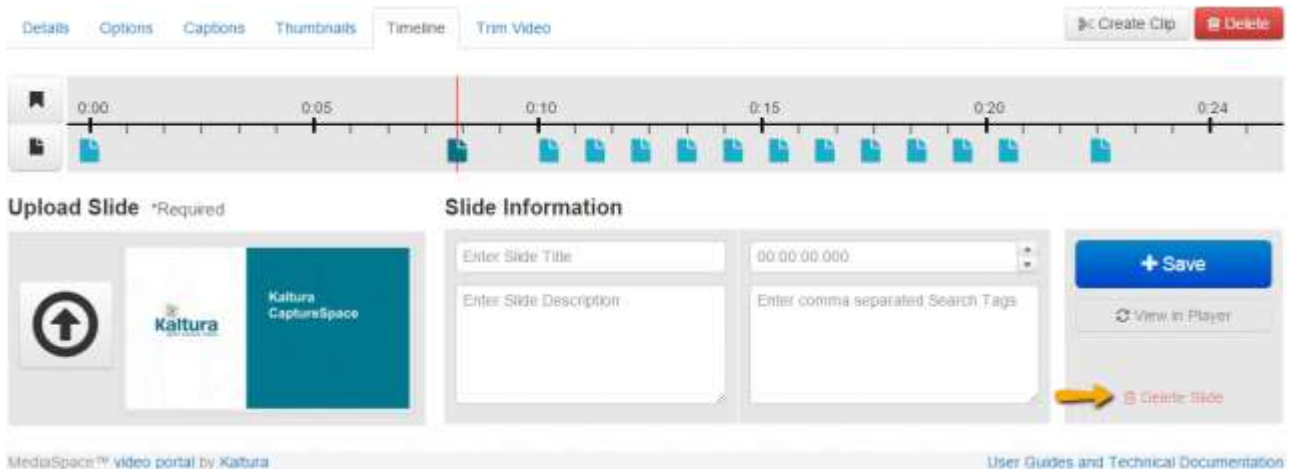 Details Options Captions Thumbnails Timeline Trim Video Create Clip Delete
0:00 0:05 0:10 0:15 0:20 0:24
Upload Slide *Required
Slide Information
Enter Slide Title
00:00:00.000
Save
Kaltura
Kaltura
CaptureSpace
Enter Slide Description
Enter comma separated Search Tags
View in Player
Delete Slide
MediaSpace™ video portal by Kaltura
User Guides and Technical Documentation